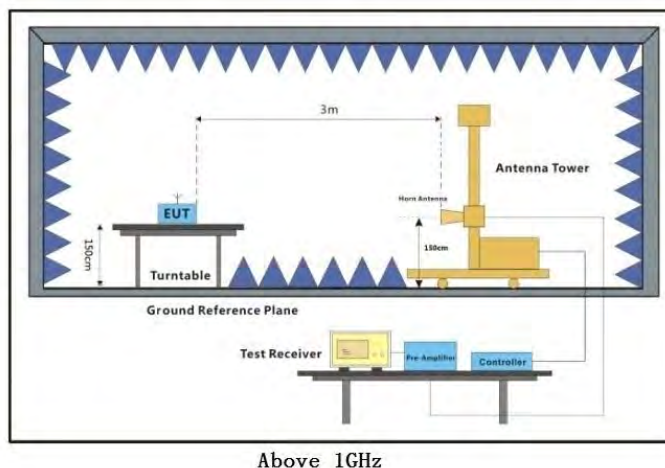 3m
Antenna Tower
Horn Antenna
EUT
150cm
150cm
Turntable
Ground Reference Plane
Test Receiver
Pre-Amplifier
Controller
Above 1GHz